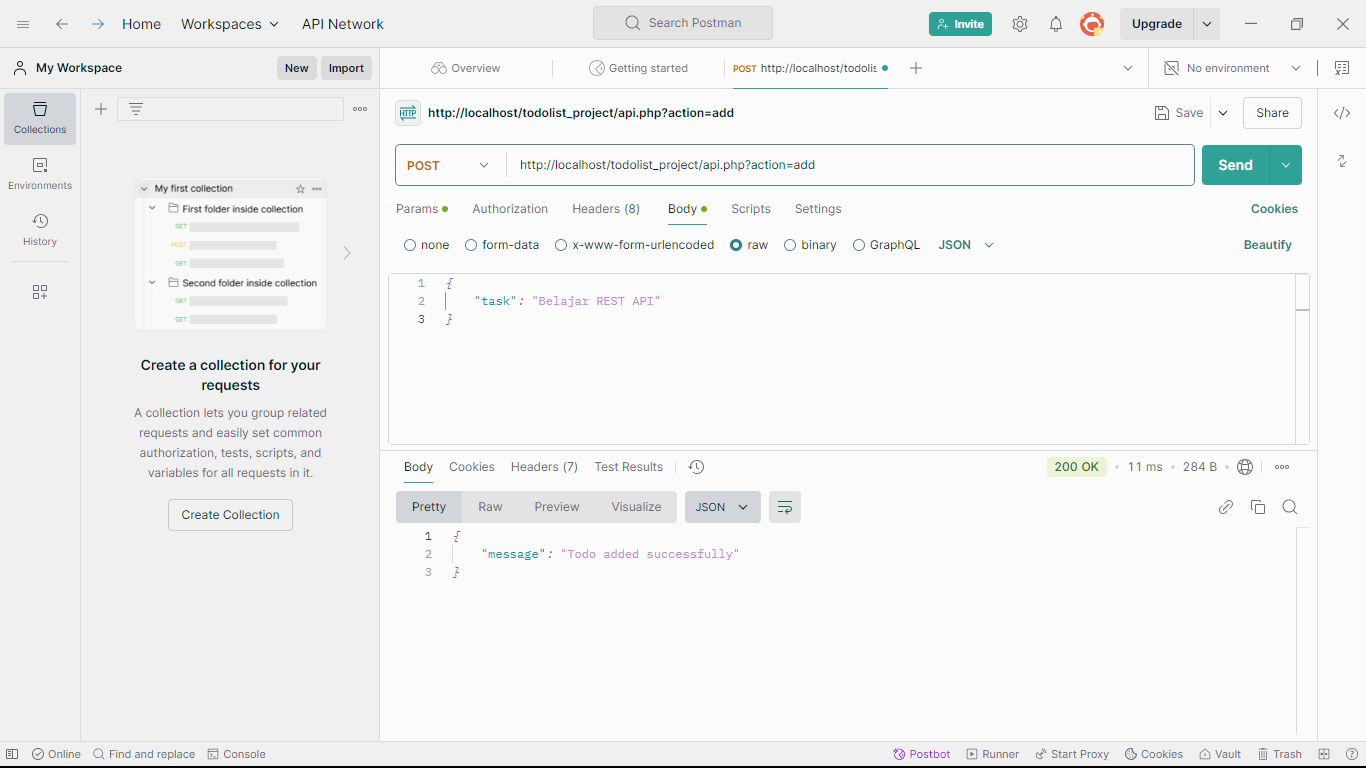 Home Workspaces API Network Search Postman Invite Upgrade
My Workspace New Import Overview Getting started POST http://localhost/todolis No environment
Collections
Environments
History
My first collection
First folder inside collection
GET
POST
GET
Second folder inside collection
GET
GET
Create a collection for your
requests
A collection lets you group related
requests and easily set common
authorization, tests, scripts, and
variables for all requests in it.
Create Collection
HTTP http://localhost/todolist_project/api.php?action=add Save Share
POST http://localhost/todolist_project/api.php?action=add Send
Params Authorization Headers (8) Body Scripts Settings Cookies
none form-data x-www-form-urlencoded raw binary GraphQL JSON Beautify
1 {
2 "task": "Belajar REST API"
3 }
Body Cookies Headers (7) Test Results 200 OK • 11 ms • 284 B •
Pretty Raw Preview Visualize JSON
1 {
2 "message": "Todo added successfully"
3 }
Online Find and replace Console Postbot Runner Start Proxy Cookies Vault Trash